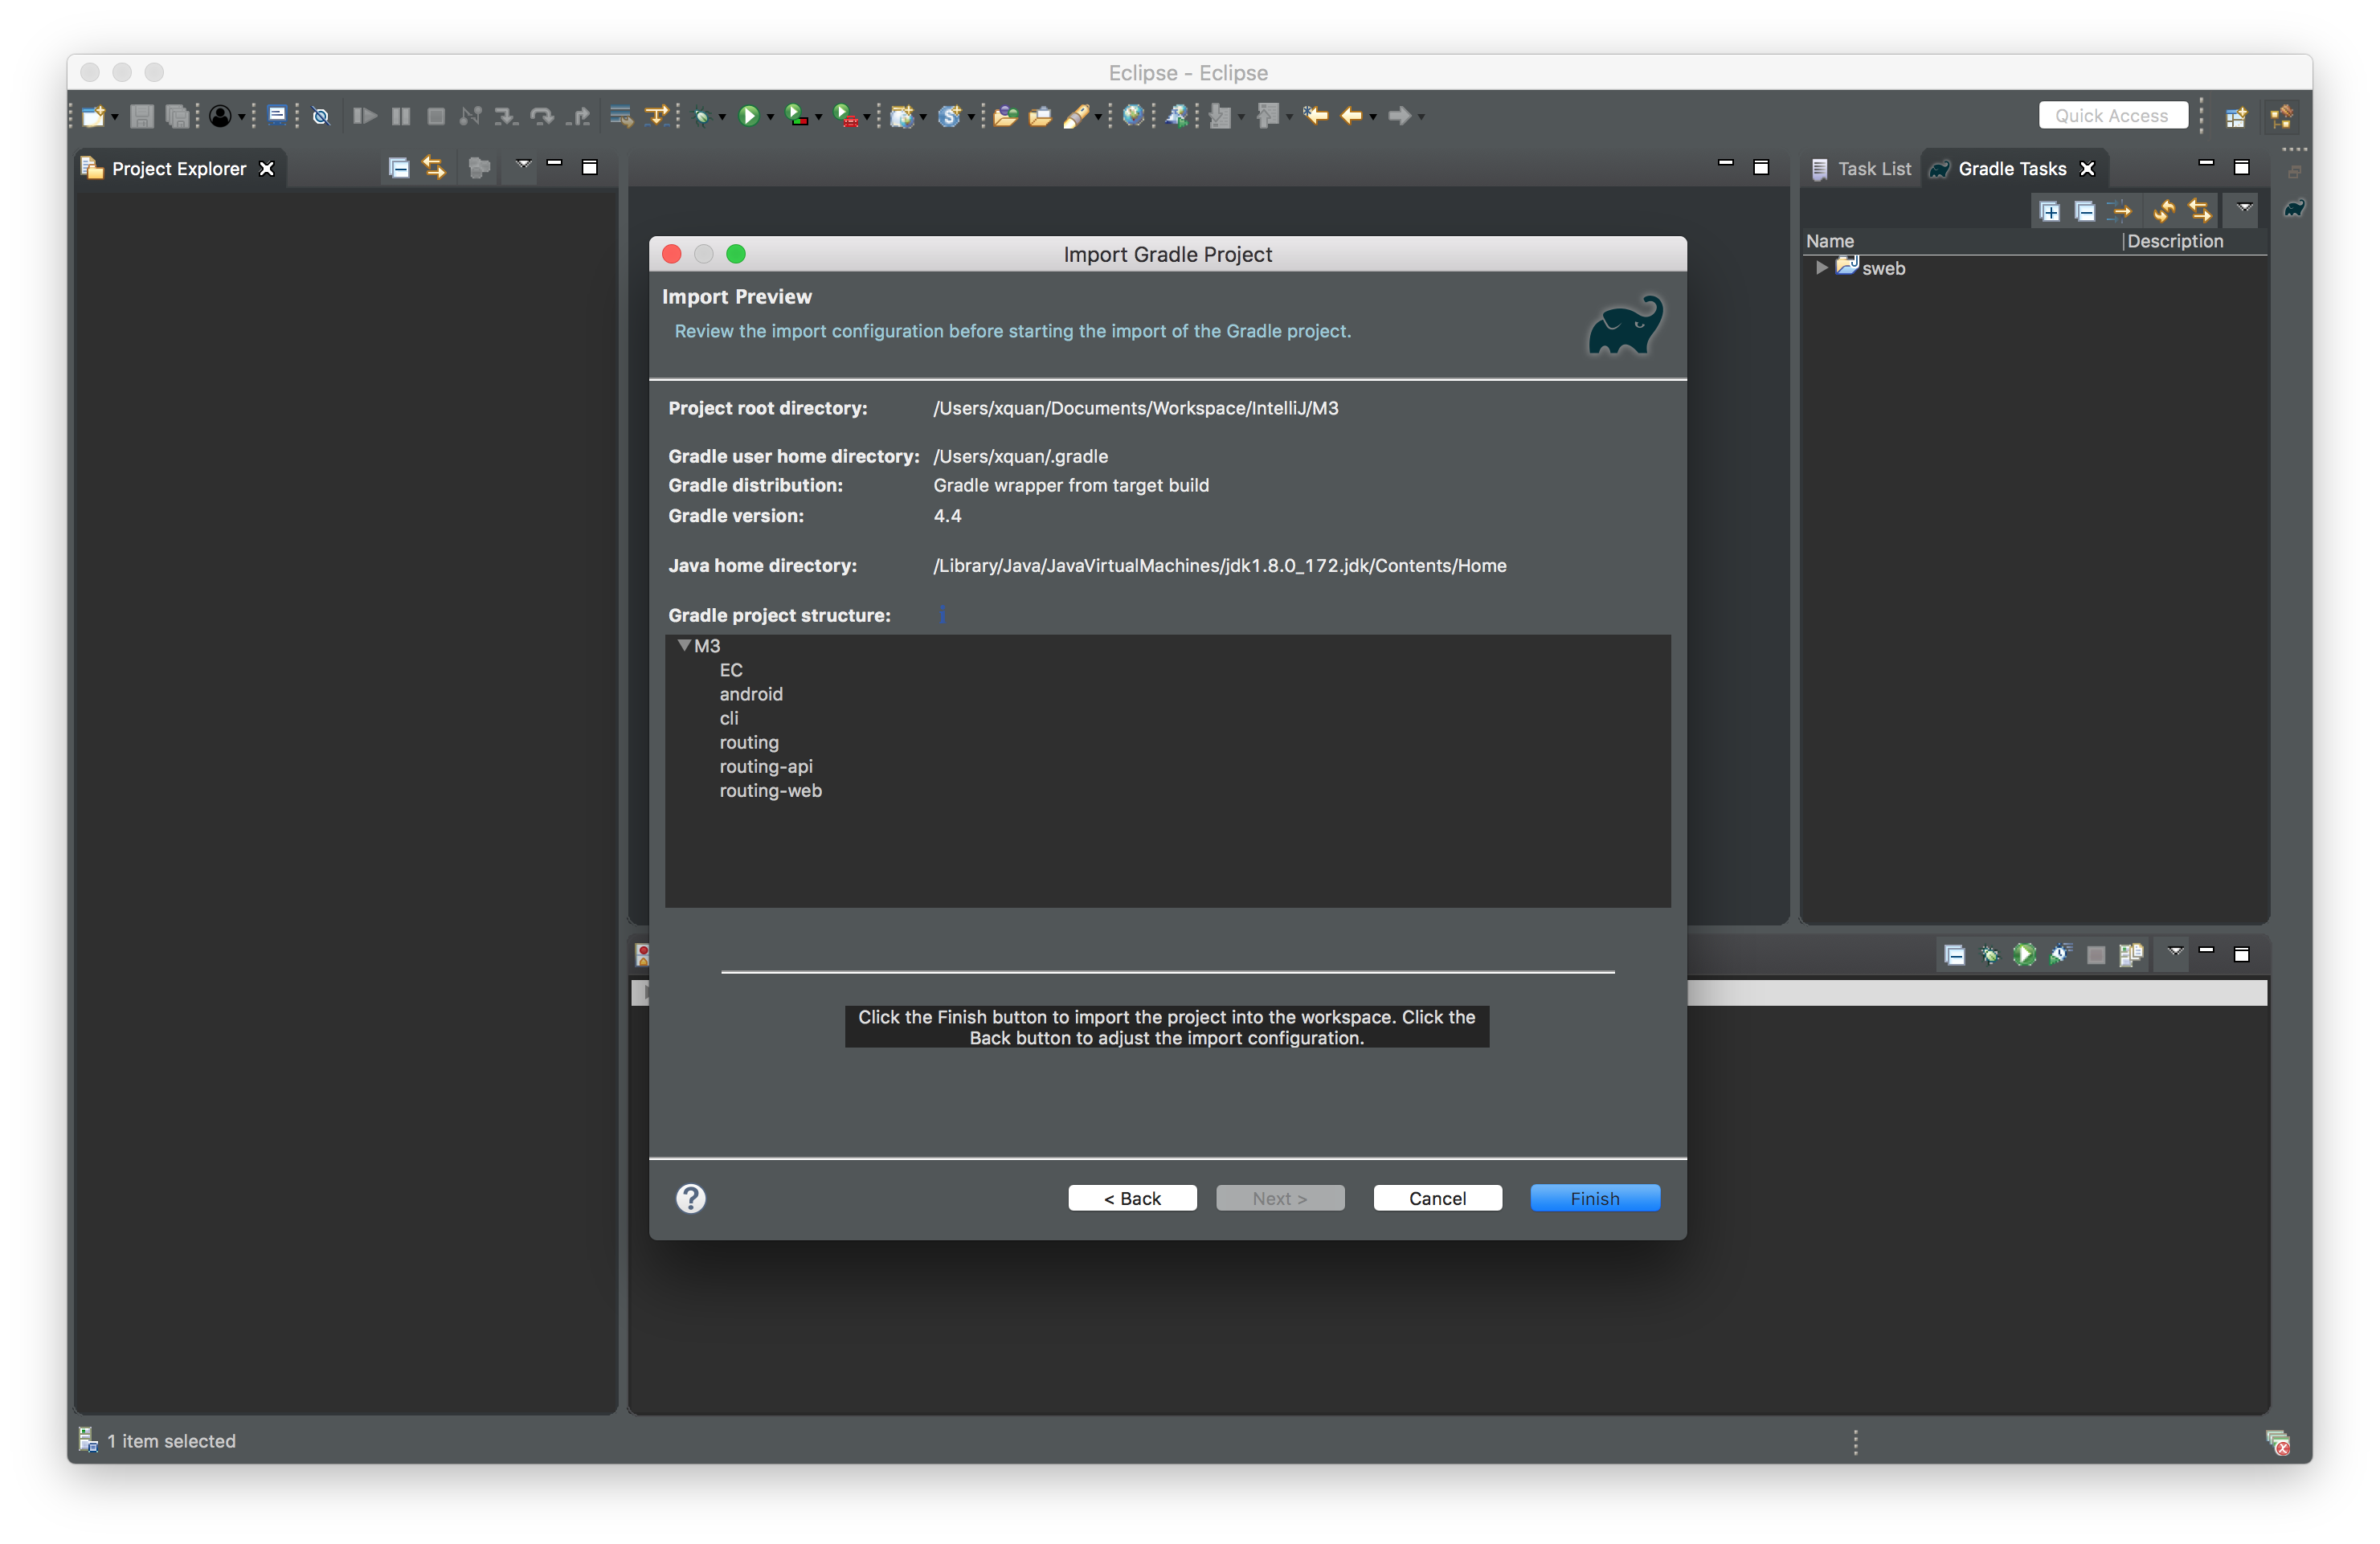 Eclipse - Eclipse
Quick Access
Project Explorer
Task List
Gradle Tasks
Name
Description
sweb
Import Gradle Project
Import Preview
Review the import configuration before starting the import of the Gradle project.
Project root directory: /Users/xquan/Documents/Workspace/IntelliJ/M3
Gradle user home directory: /Users/xquan/.gradle
Gradle distribution: Gradle wrapper from target build
Gradle version: 4.4
Java home directory: /Library/Java/JavaVirtualMachines/jdk1.8.0_172.jdk/Contents/Home
Gradle project structure: i
M3
EC
android
cli
routing
routing-api
routing-web
Click the Finish button to import the project into the workspace. Click the
Back button to adjust the import configuration.
?
< Back
Next >
Cancel
Finish
1 item selected